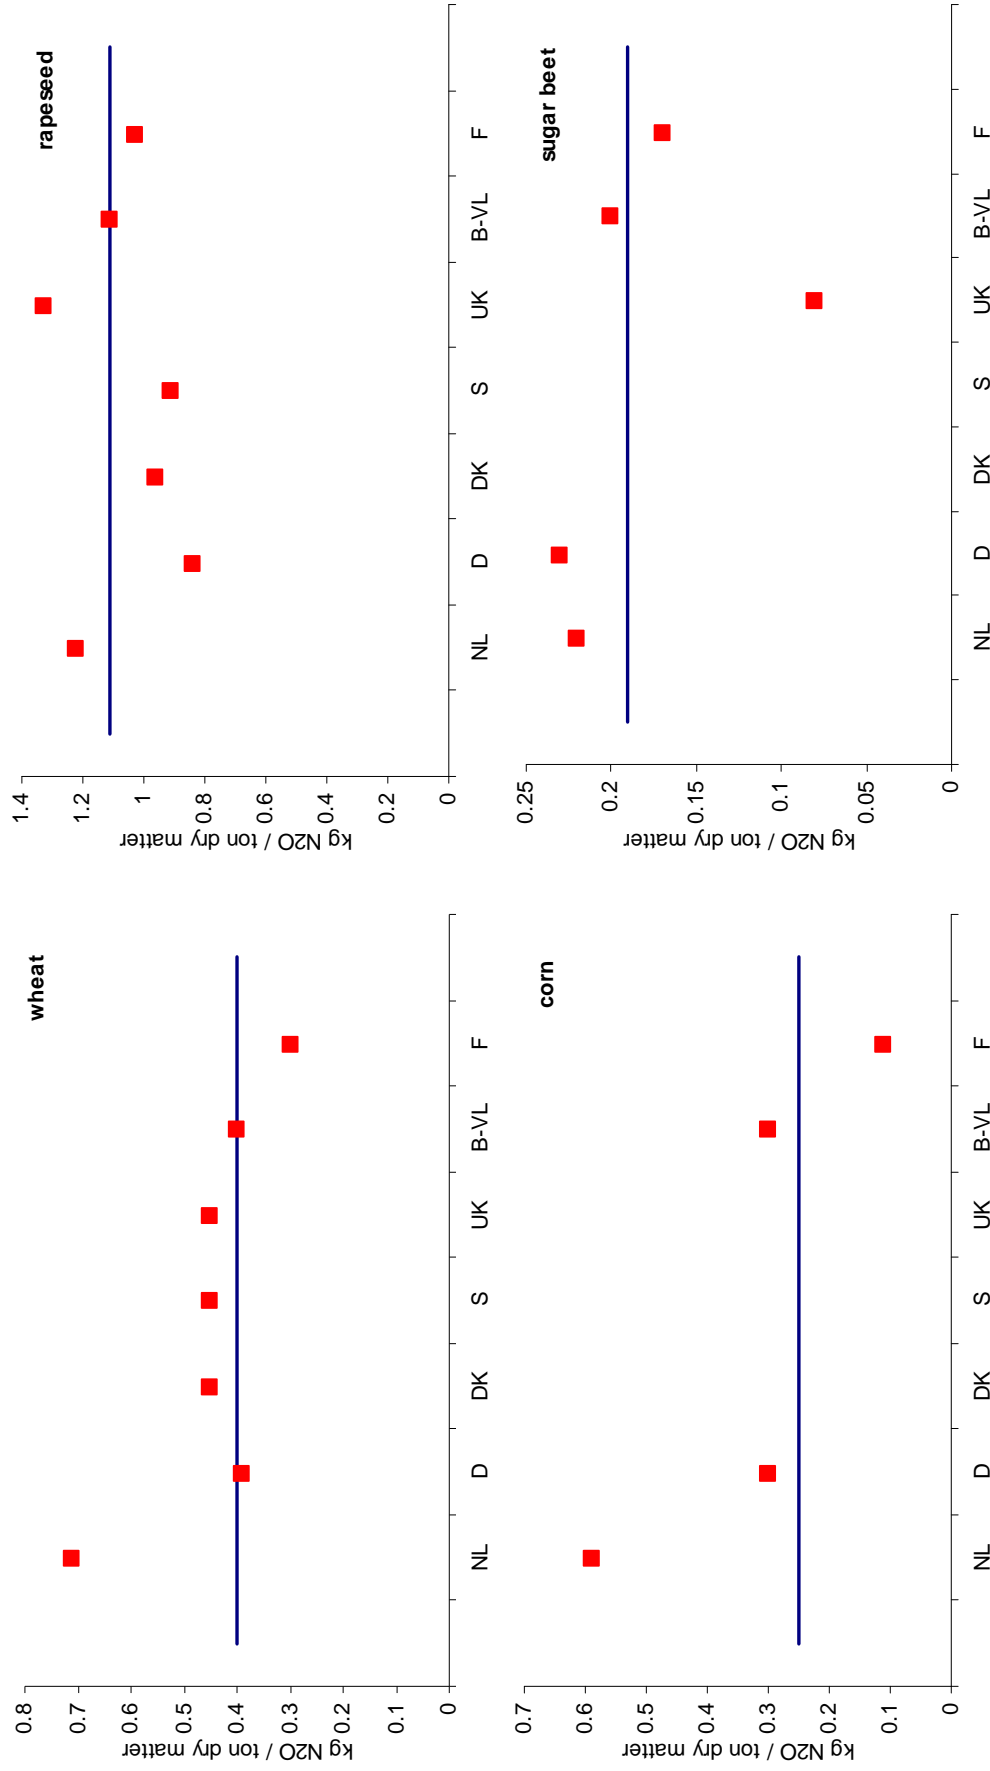 wheat
kg N2O / ton dry matter
0.8
0.7
0.6
0.5
0.4
0.3
0.2
0.1
0
NL D DK S UK B-VL F
rapeseed
kg N2O / ton dry matter
1.4
1.2
1
0.8
0.6
0.4
0.2
0
NL D DK S UK B-VL F
corn
kg N2O / ton dry matter
0.7
0.6
0.5
0.4
0.3
0.2
0.1
0
NL D DK S UK B-VL F
sugar beet
kg N2O / ton dry matter
0.25
0.2
0.15
0.1
0.05
0
NL D DK S UK B-VL F